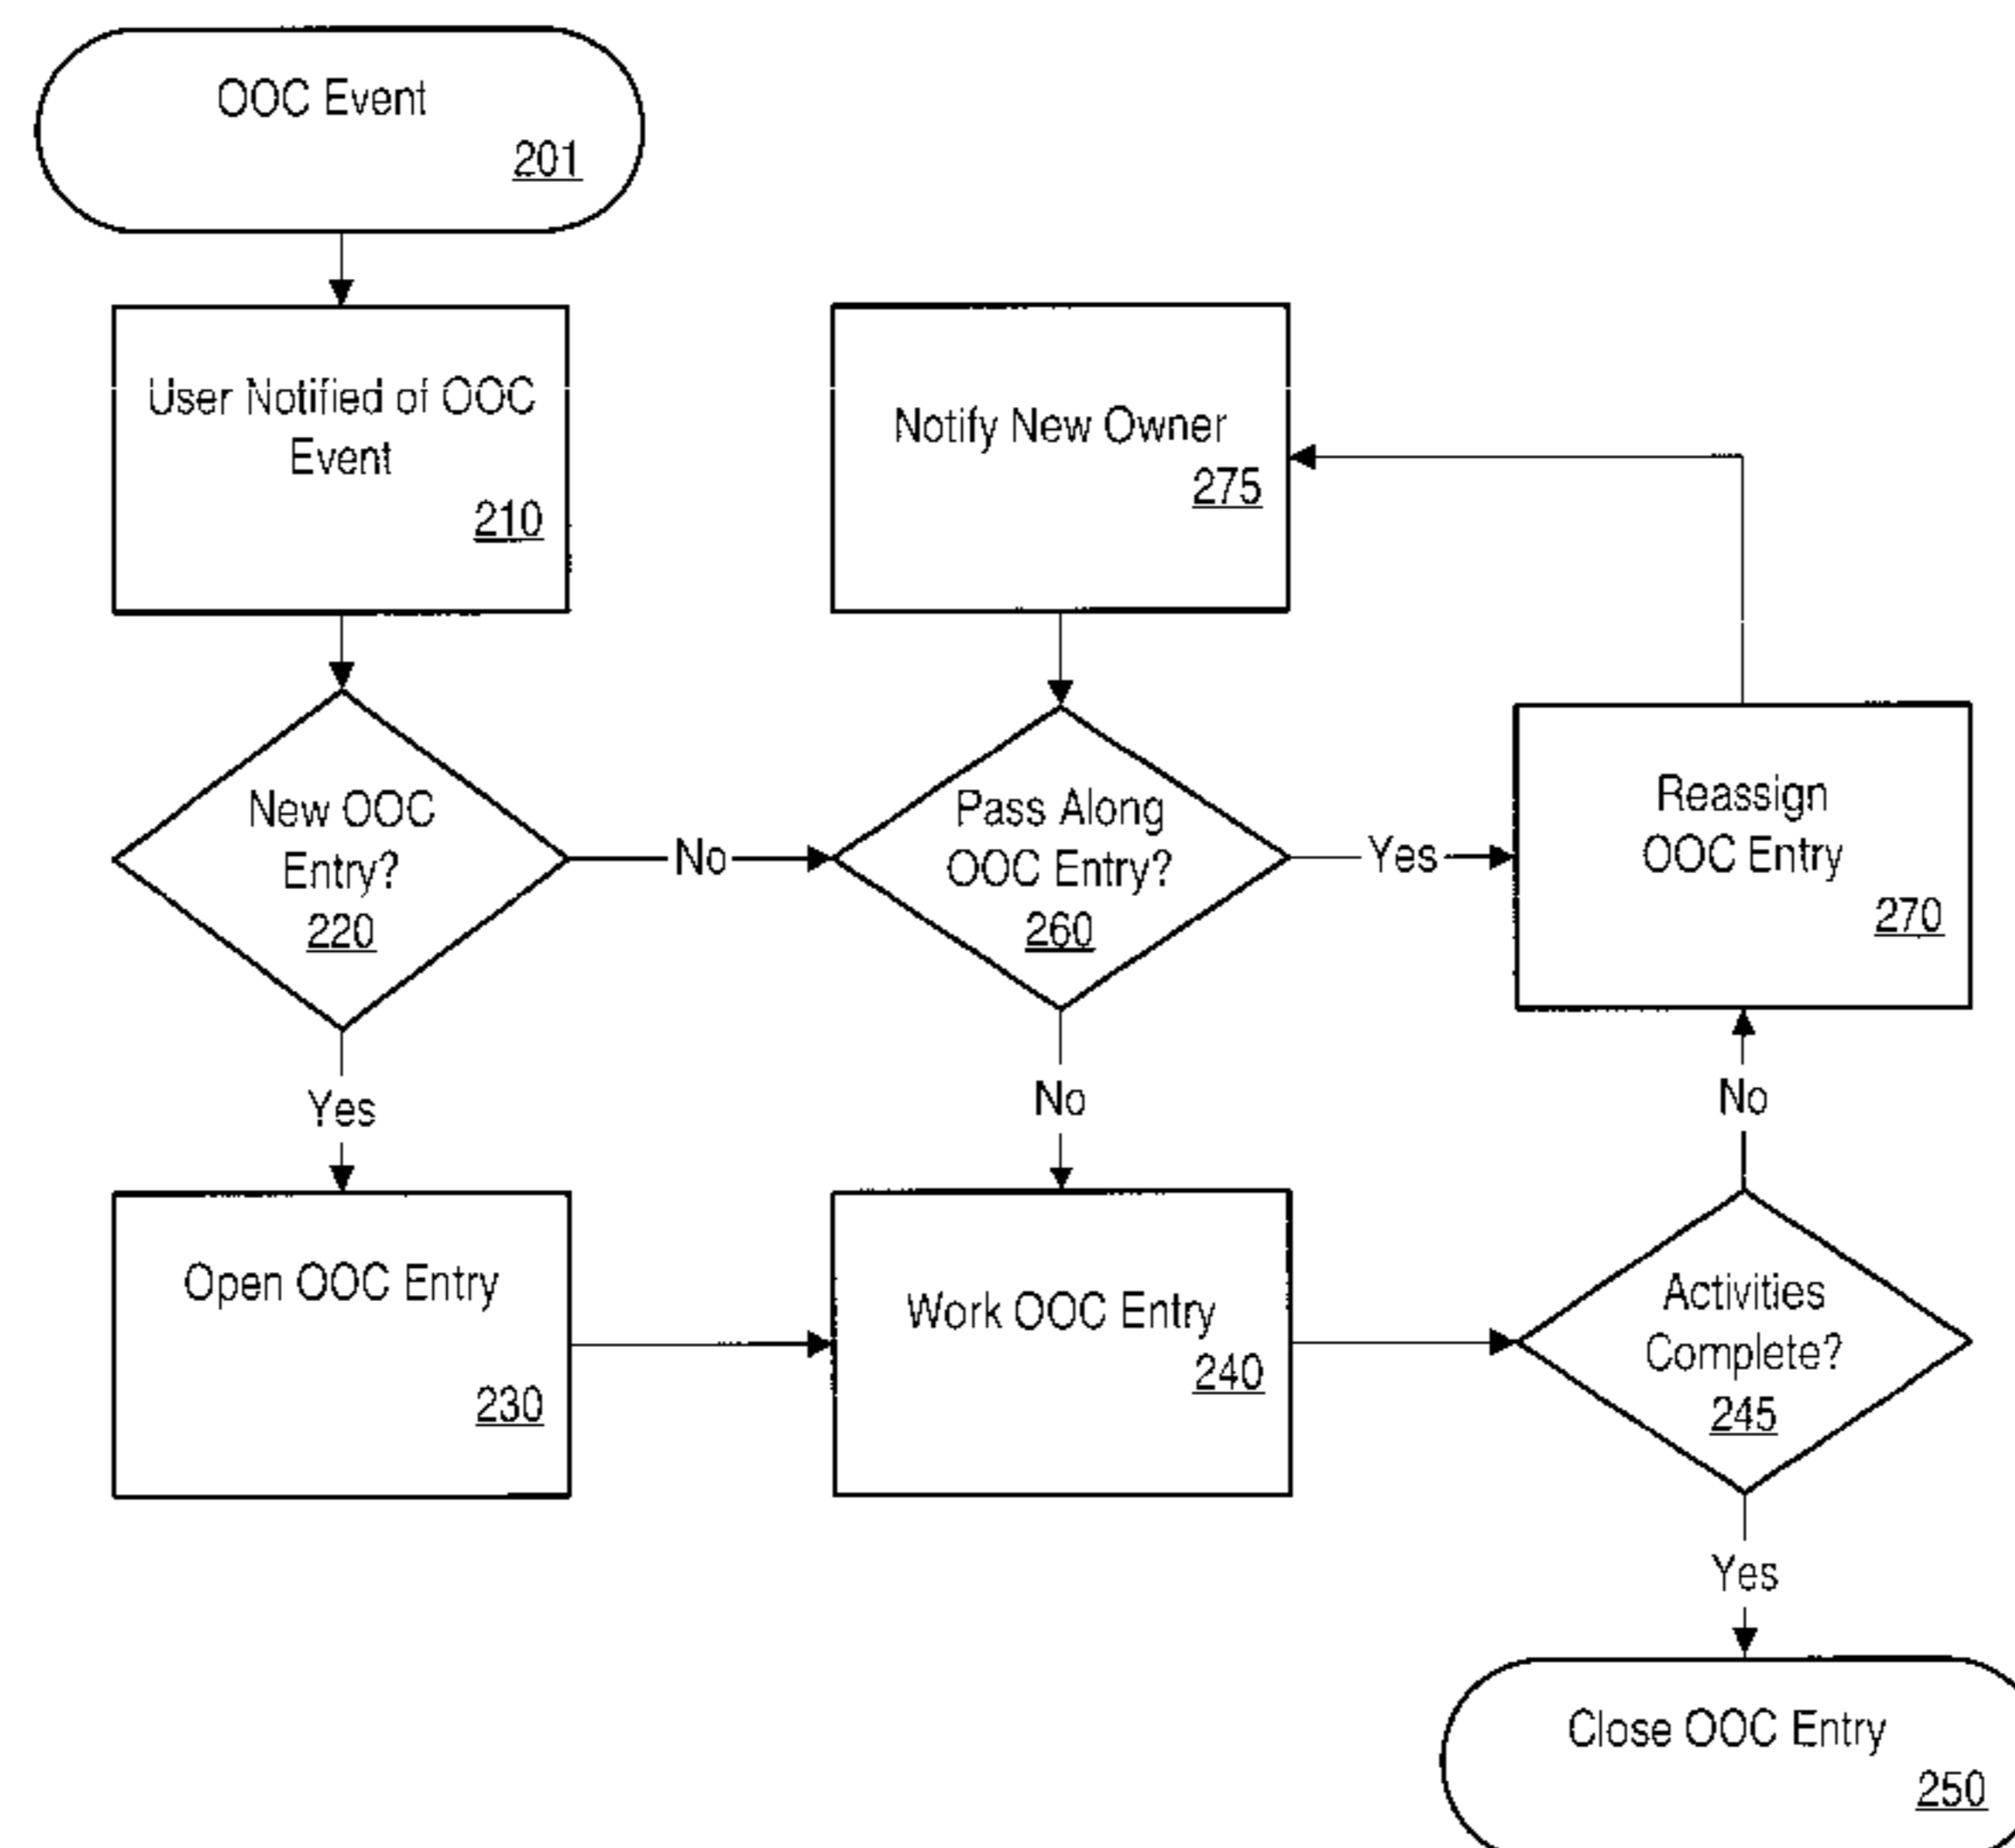 OOC Event
201
User Notified of OOC
Event
210
Notify New Owner
275
New OOC
Entry?
220
No
Pass Along
OOC Entry?
260
Yes
Reassign
OOC Entry
270
Yes
No
No
Open OOC Entry
230
Work OOC Entry
240
Activities
Complete?
245
Yes
Close OOC Entry
250